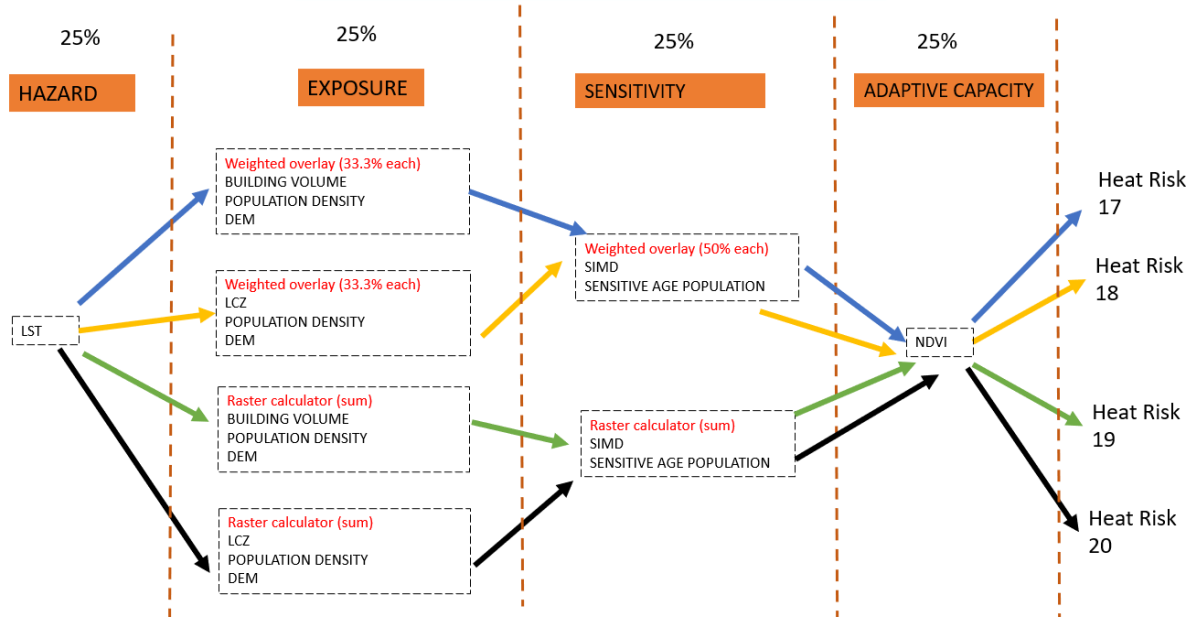 25%
25%
25%
25%
HAZARD
EXPOSURE
SENSITIVITY
ADAPTIVE CAPACITY
LST
Weighted overlay (33.3% each)
BUILDING VOLUME
POPULATION DENSITY
DEM
Weighted overlay (33.3% each)
LCZ
POPULATION DENSITY
DEM
Raster calculator (sum)
BUILDING VOLUME
POPULATION DENSITY
DEM
Raster calculator (sum)
LCZ
POPULATION DENSITY
DEM
Weighted overlay (50% each)
SIMD
SENSITIVE AGE POPULATION
Raster calculator (sum)
SIMD
SENSITIVE AGE POPULATION
NDVI
Heat Risk
17
Heat Risk
18
Heat Risk
19
Heat Risk
20